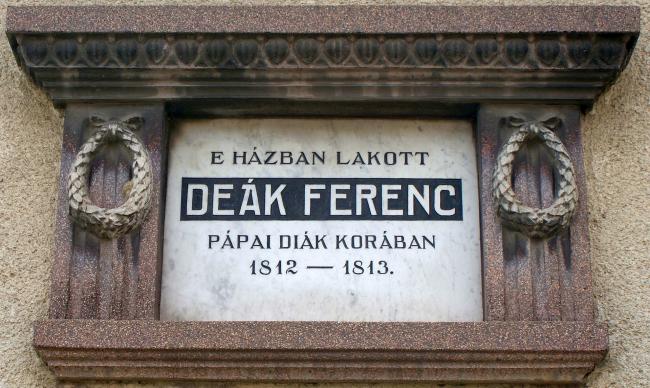 E HÁZBAN LAKOTT
DEÁK FERENC
PÁPAI DIÁK KORÁBAN
1812 — 1813.